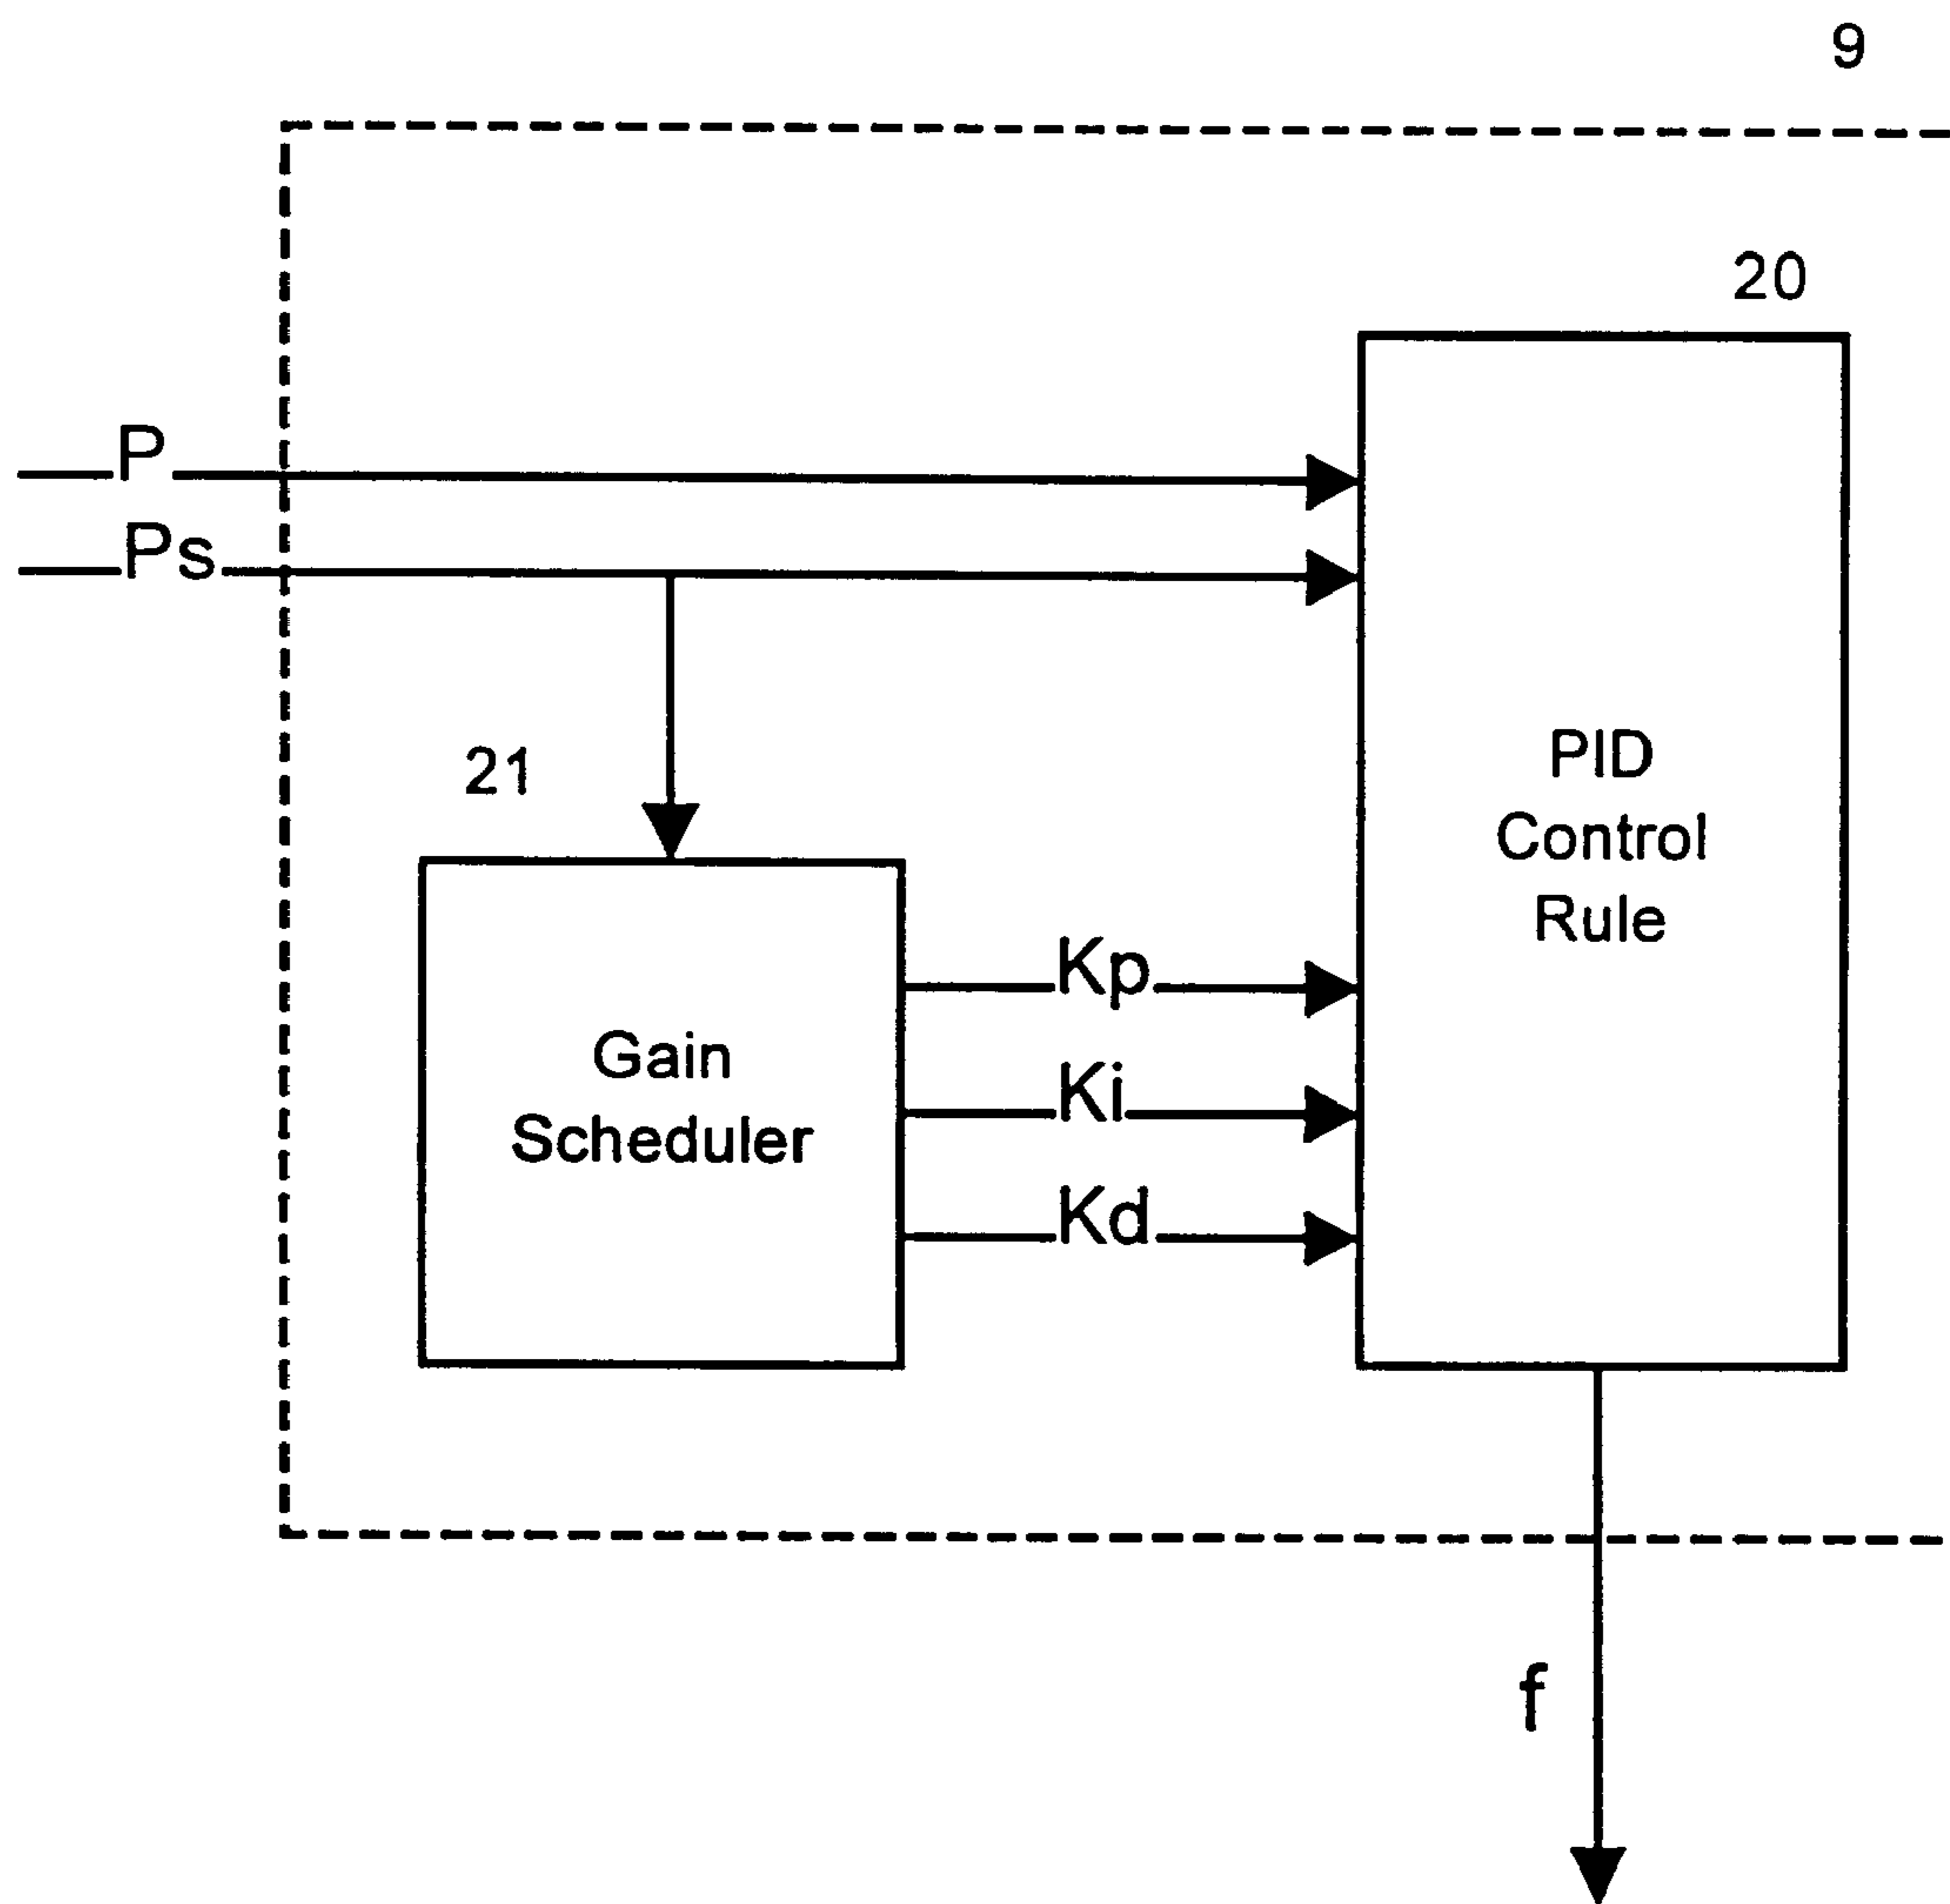 9
20
P
Ps
21
PID
Control
Rule
Kp
Gain
Scheduler
Ki
Kd
f